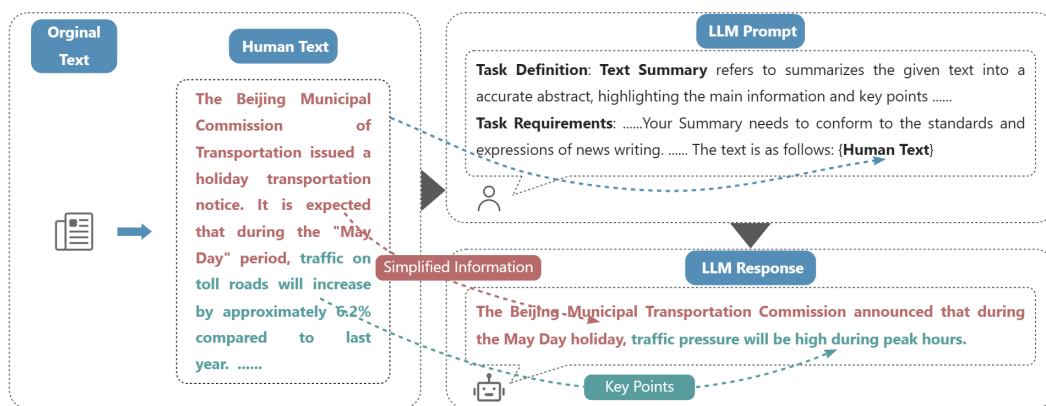 Orginal
Text
Human Text
The Beijing Municipal
Commission of
Transportation issued a
holiday transportation
notice. It is expected
that during the "May
Day" period, traffic on
toll roads will increase
by approximately 6.2%
compared to last
year. ......
LLM Prompt
Task Definition: Text Summary refers to summarizes the given text into a
accurate abstract, highlighting the main information and key points ......
Task Requirements: ......Your Summary needs to conform to the standards and
expressions of news writing. ...... The text is as follows: {Human Text}
Simplified Information
LLM Response
The Beijing Municipal Transportation Commission announced that during
the May Day holiday, traffic pressure will be high during peak hours.
Key Points